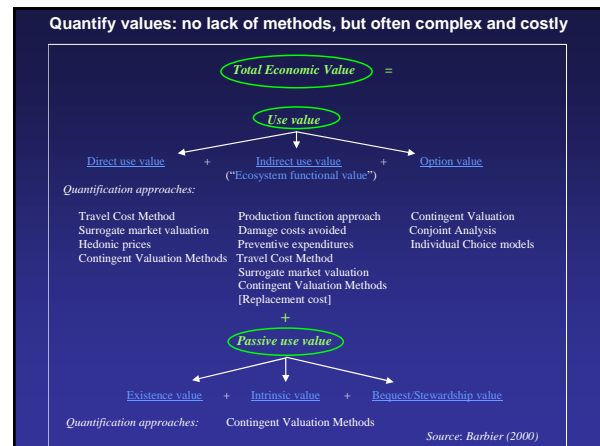 Quantify values: no lack of methods, but often complex and costly
Total Economic Value =
Use value
Direct use value + Indirect use value + Option value
("Ecosystem functional value")
Quantification approaches:
Travel Cost Method Production function approach Contingent Valuation
Surrogate market valuation Damage costs avoided Conjoint Analysis
Hedonic prices Preventive expenditures Individual Choice models
Contingent Valuation Methods Travel Cost Method
Surrogate market valuation
Contingent Valuation Methods
[Replacement cost]
+
Passive use value
Existence value + Intrinsic value + Bequest/Stewardship value
Quantification approaches: Contingent Valuation Methods
Source: Barbier (2000)